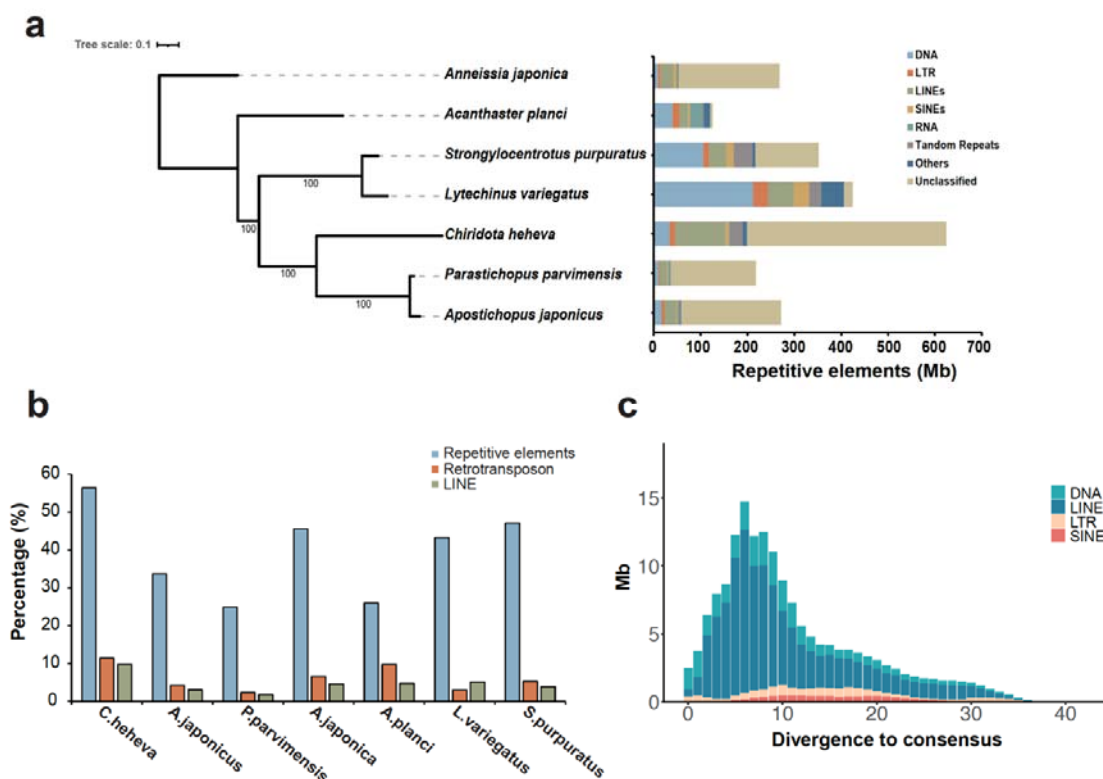 a
Tree scale: 0.1
Anneissia japonica
Acanthaster planci
Strongylocentrotus purpuratus
Lytechinus variegatus
Chiridota heheva
Parastichopus parvimensis
Apostichopus japonicus
100
100
100
100
DNA
LTR
LINEs
SINEs
RNA
Tandom Repeats
Others
Unclassified
0 100 200 300 400 500 600 700
Repetitive elements (Mb)
b
Repetitive elements
Retrotransposon
LINE
Percentage (%)
60
50
40
30
20
10
0
C.heheva
A.japonicus
P.parvimensis
A.japonica
A.planci
L.variegatus
S.purpuratus
c
DNA
LINE
LTR
SINE
Mb
15
10
5
0
0 10 20 30 40
Divergence to consensus